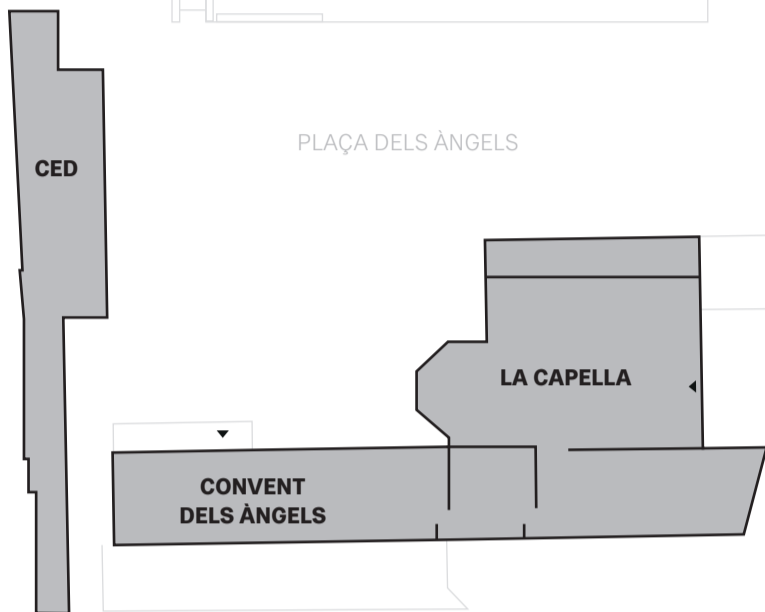 PLAÇA DELS ÀNGELS
CED
LA CAPELLA
CONVENT
DELS ÀNGELS